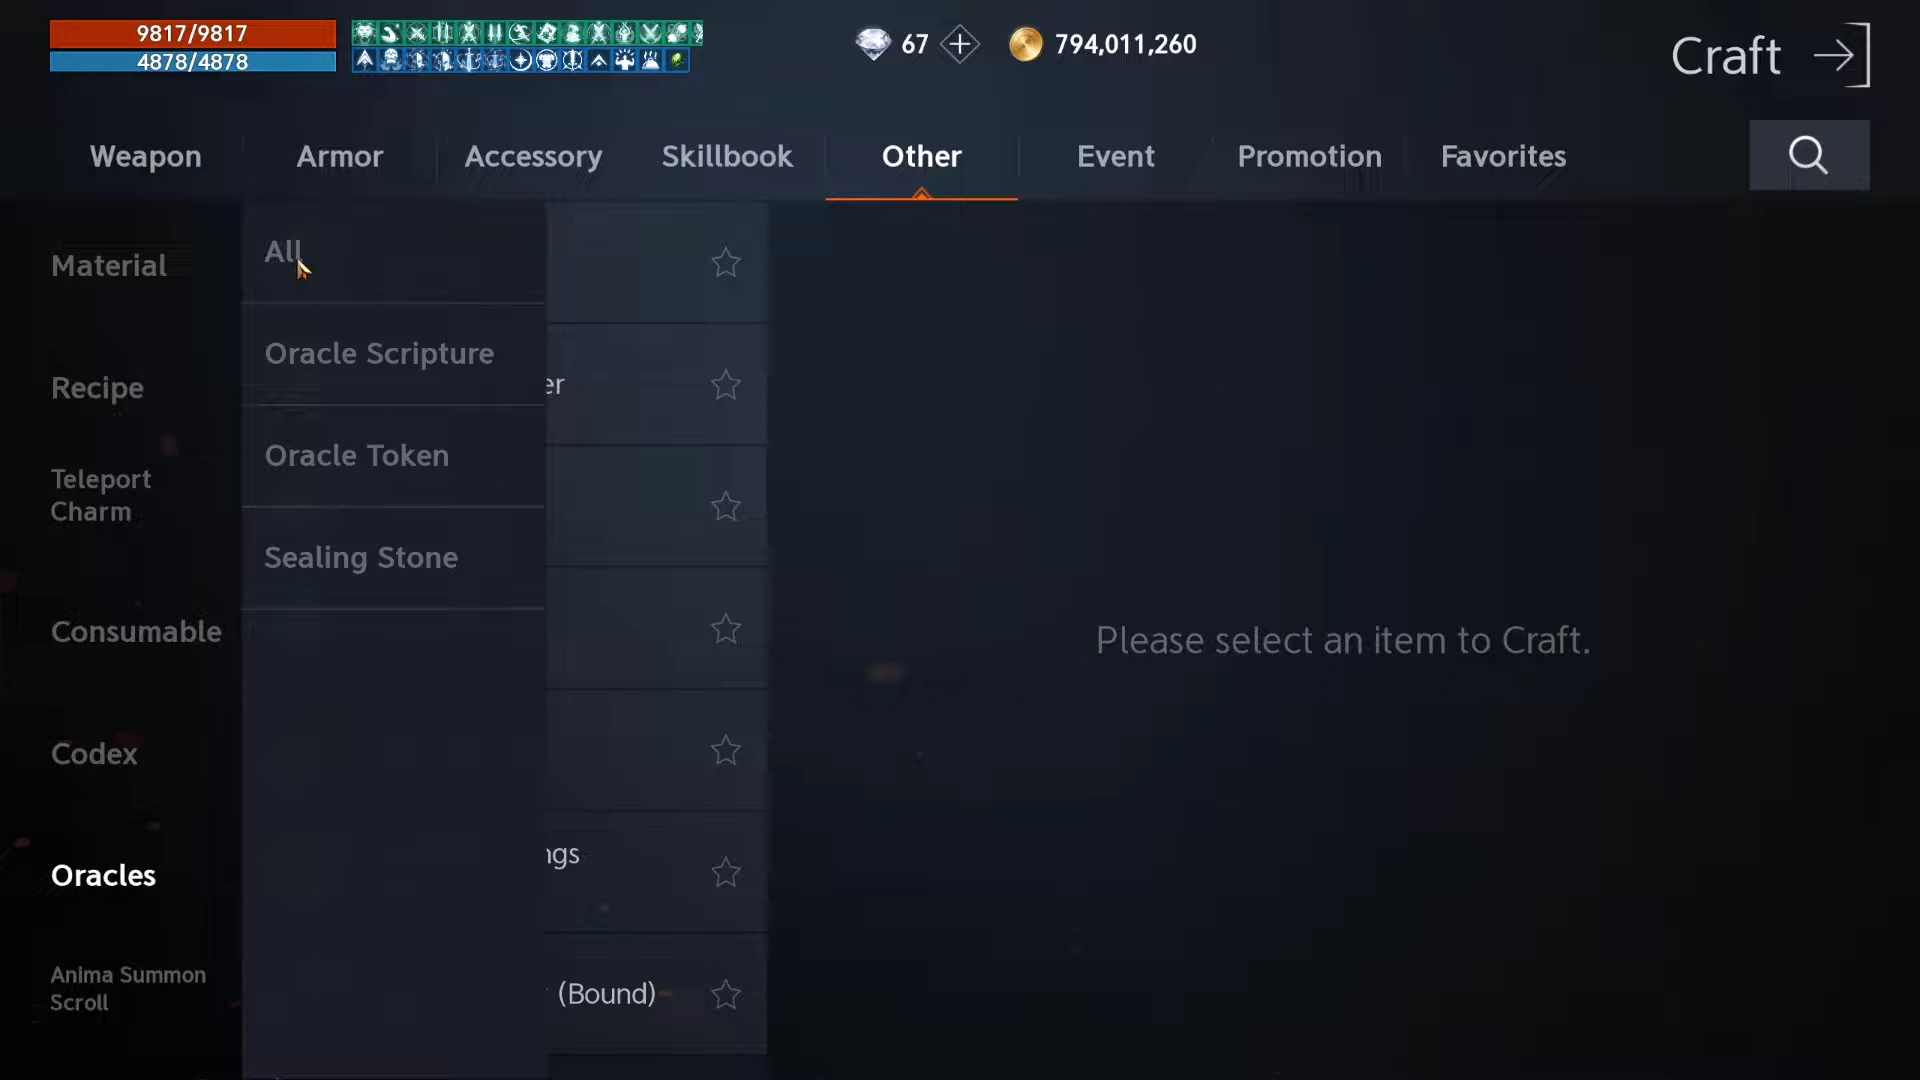 9817/9817
4878/4878
67
794,011,260
Craft
Weapon
Armor
Accessory
Skillbook
Other
Event
Promotion
Favorites
Material
Recipe
Teleport
Charm
Consumable
Codex
Oracles
Anima Summon
Scroll
All
Oracle Scripture
Oracle Token
Sealing Stone
er
ngs
(Bound)
Please select an item to Craft.